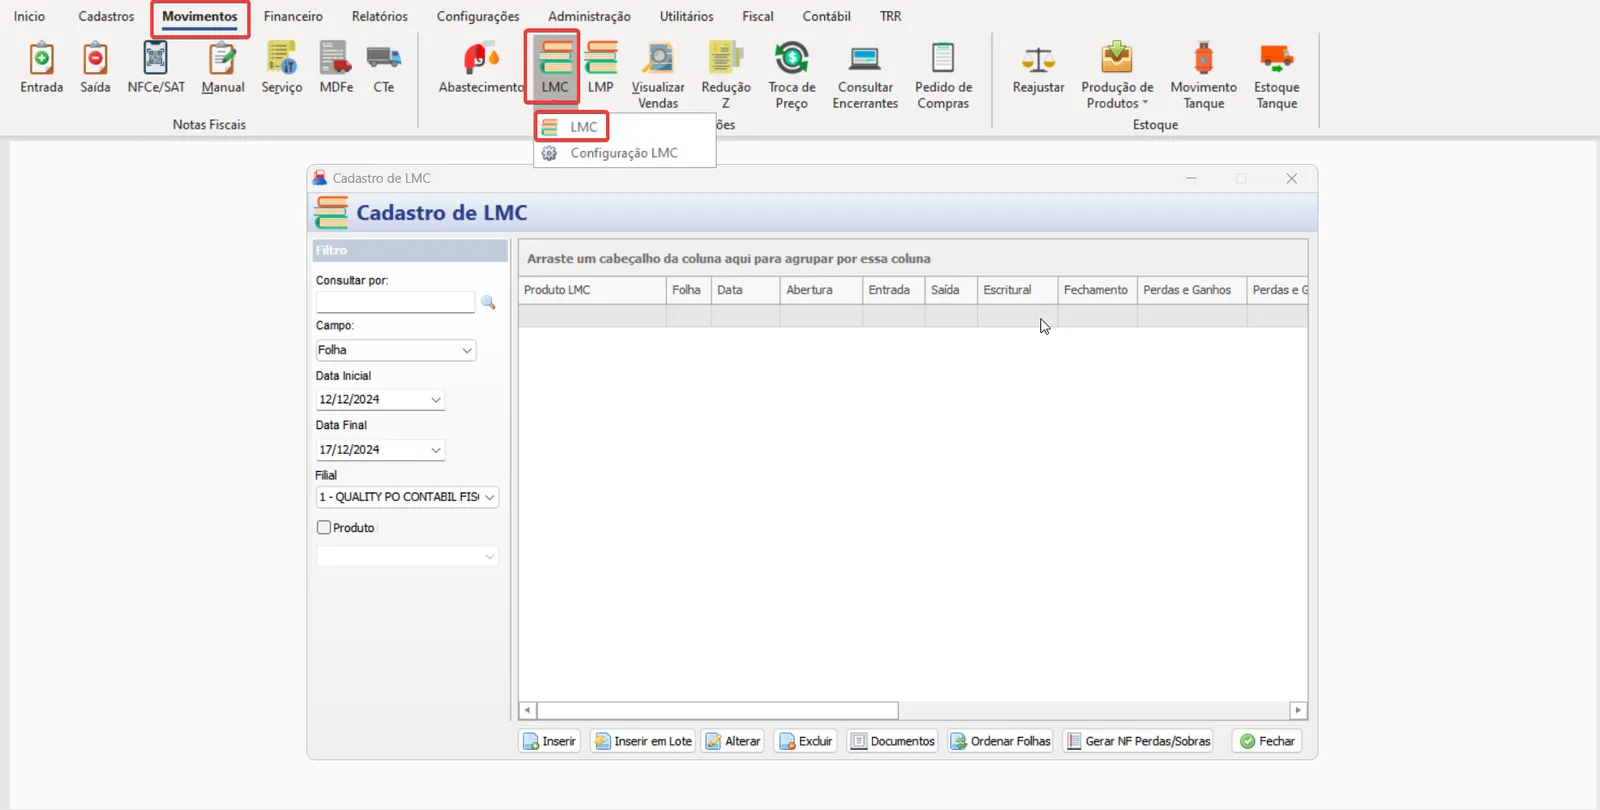 Inicio Cadastros Movimentos Financeiro Relatórios Configurações Administração Utilitários Fiscal Contábil TRR
Entrada Saída NFCe/SAT Manual Serviço MDFe CTe Abastecimento LMC LMP Visualizar Vendas Redução Z Troca de Preço Consultar Encerrantes Pedido de Compras Reajustar Produção de Produtos Movimento Tanque Estoque Tanque
Notas Fiscais ões Estoque
LMC
Configuração LMC
Cadastro de LMC
Cadastro de LMC
Filtro
Arraste um cabeçalho da coluna aqui para agrupar por essa coluna
Produto LMC Folha Data Abertura Entrada Saída Escritural Fechamento Perdas e Ganhos Perdas e G
Consultar por:
Campo:
Folha
Data Inicial
12/12/2024
Data Final
17/12/2024
Filial
1 - QUALITY PO CONTABIL FIS
Produto
Inserir Inserir em Lote Alterar Excluir Documentos Ordenar Folhas Gerar NF Perdas/Sobras Fechar